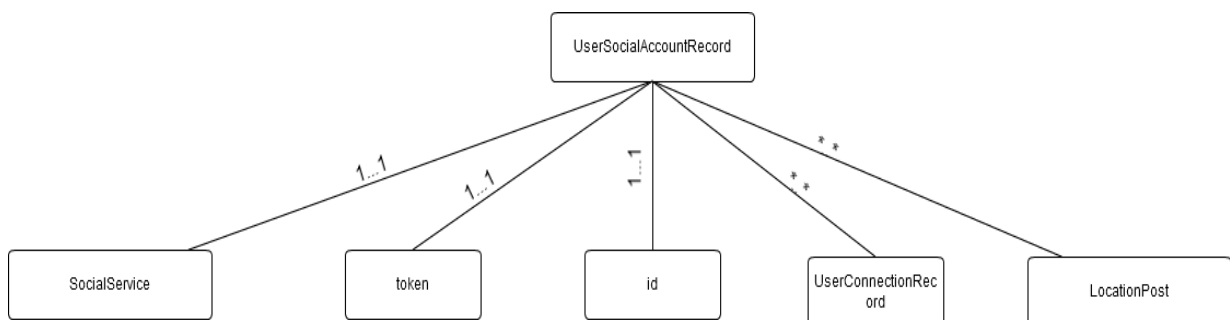 UserSocialAccountRecord
1...1
1...1
1...1
*..*
* *
SocialService
token
id
UserConnectionRec
ord
LocationPost